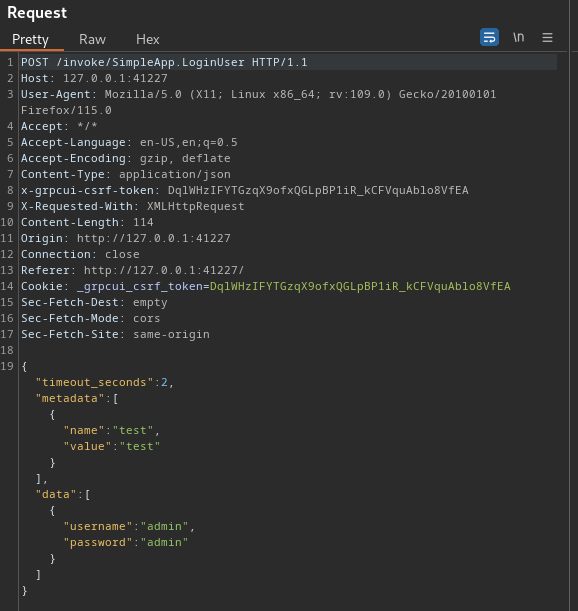 Request
Pretty Raw Hex \n
1 POST /invoke/SimpleApp.LoginUser HTTP/1.1
2 Host: 127.0.0.1:41227
3 User-Agent: Mozilla/5.0 (X11; Linux x86_64; rv:109.0) Gecko/20100101
Firefox/115.0
4 Accept: */*
5 Accept-Language: en-US,en;q=0.5
6 Accept-Encoding: gzip, deflate
7 Content-Type: application/json
8 x-grpcui-csrf-token: DqlWHzIFYTGzqX9ofxQGLpBP1iR_kCFVquAblo8VfEA
9 X-Requested-With: XMLHttpRequest
10 Content-Length: 114
11 Origin: http://127.0.0.1:41227
12 Connection: close
13 Referer: http://127.0.0.1:41227/
14 Cookie: _grpcui_csrf_token=DqlWHzIFYTGzqX9ofxQGLpBP1iR_kCFVquAblo8VfEA
15 Sec-Fetch-Dest: empty
16 Sec-Fetch-Mode: cors
17 Sec-Fetch-Site: same-origin
18
19 {
"timeout_seconds":2,
"metadata":[
{
"name":"test",
"value":"test"
}
],
"data":[
{
"username":"admin",
"password":"admin"
}
]
}